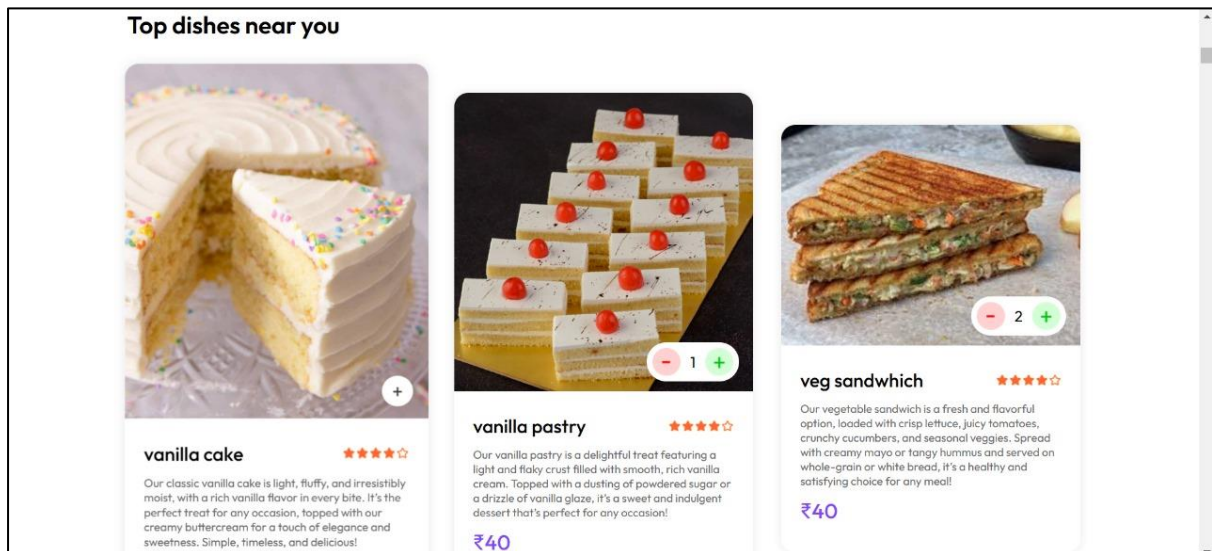 Top dishes near you
+
vanilla cake
Our classic vanilla cake is light, fluffy, and irresistibly
moist, with a rich vanilla flavor in every bite. It's the
perfect treat for any occasion, topped with our
creamy buttercream for a touch of elegance and
sweetness. Simple, timeless, and delicious!
- 1 +
vanilla pastry
Our vanilla pastry is a delightful treat featuring a
light and flaky crust filled with smooth, rich vanilla
cream. Topped with a dusting of powdered sugar or
a drizzle of vanilla glaze, it's a sweet and indulgent
dessert that's perfect for any occasion!
₹40
- 2 +
veg sandwhich
Our vegetable sandwich is a fresh and flavorful
option, loaded with crisp lettuce, juicy tomatoes,
crunchy cucumbers, and seasonal veggies. Spread
with creamy mayo or tangy hummus and served on
whole-grain or white bread, it's a healthy and
satisfying choice for any meal!
₹40